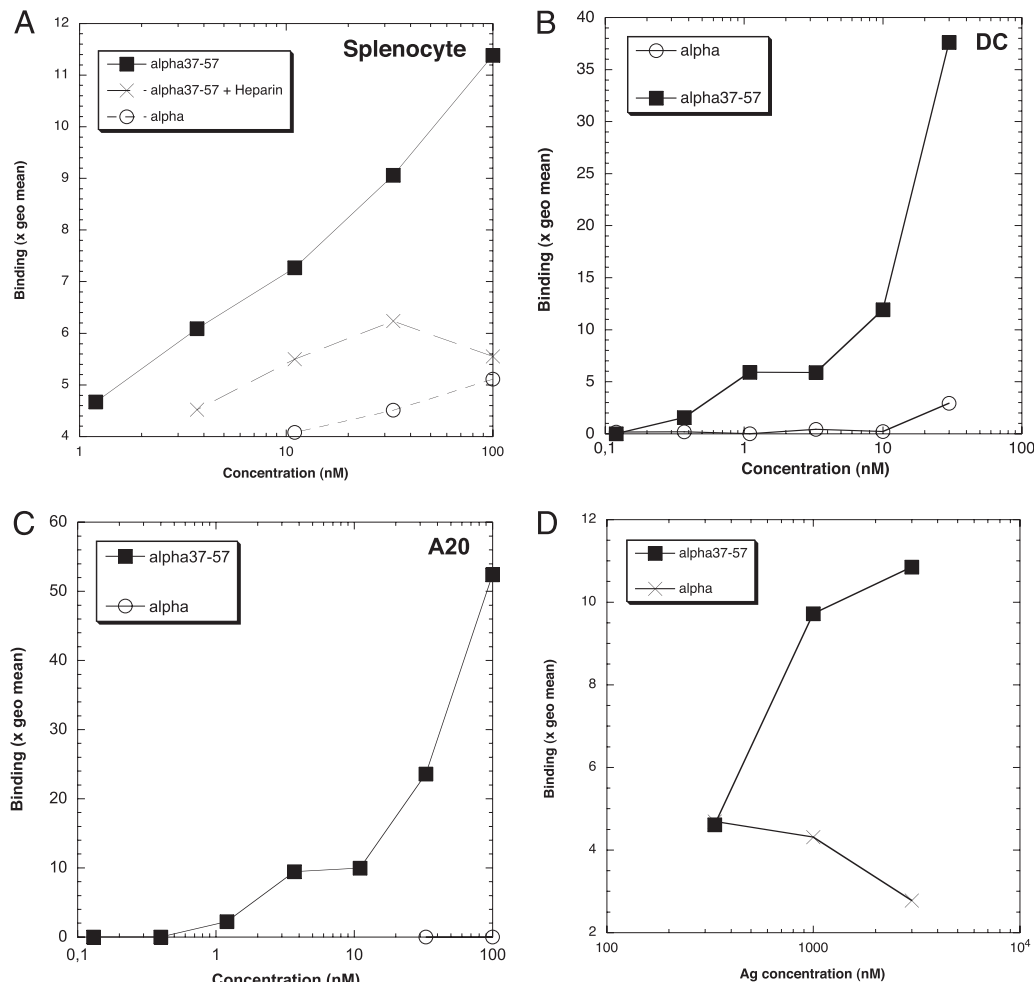 A
Splenocyte
alpha37-57
alpha37-57 + Heparin
alpha
Binding (x geo mean)
12
11
10
9
8
7
6
5
4
1
10
100
Concentration (nM)
B
DC
alpha
alpha37-57
Binding (x geo mean)
40
35
30
25
20
15
10
5
0
0,1
1
10
100
Concentration (nM)
C
A20
alpha37-57
alpha
Binding (x geo mean)
60
50
40
30
20
10
0
0,1
1
10
100
Concentration (nM)
D
alpha37-57
alpha
Binding (x geo mean)
12
10
8
6
4
2
100
1000
10⁴
Ag concentration (nM)